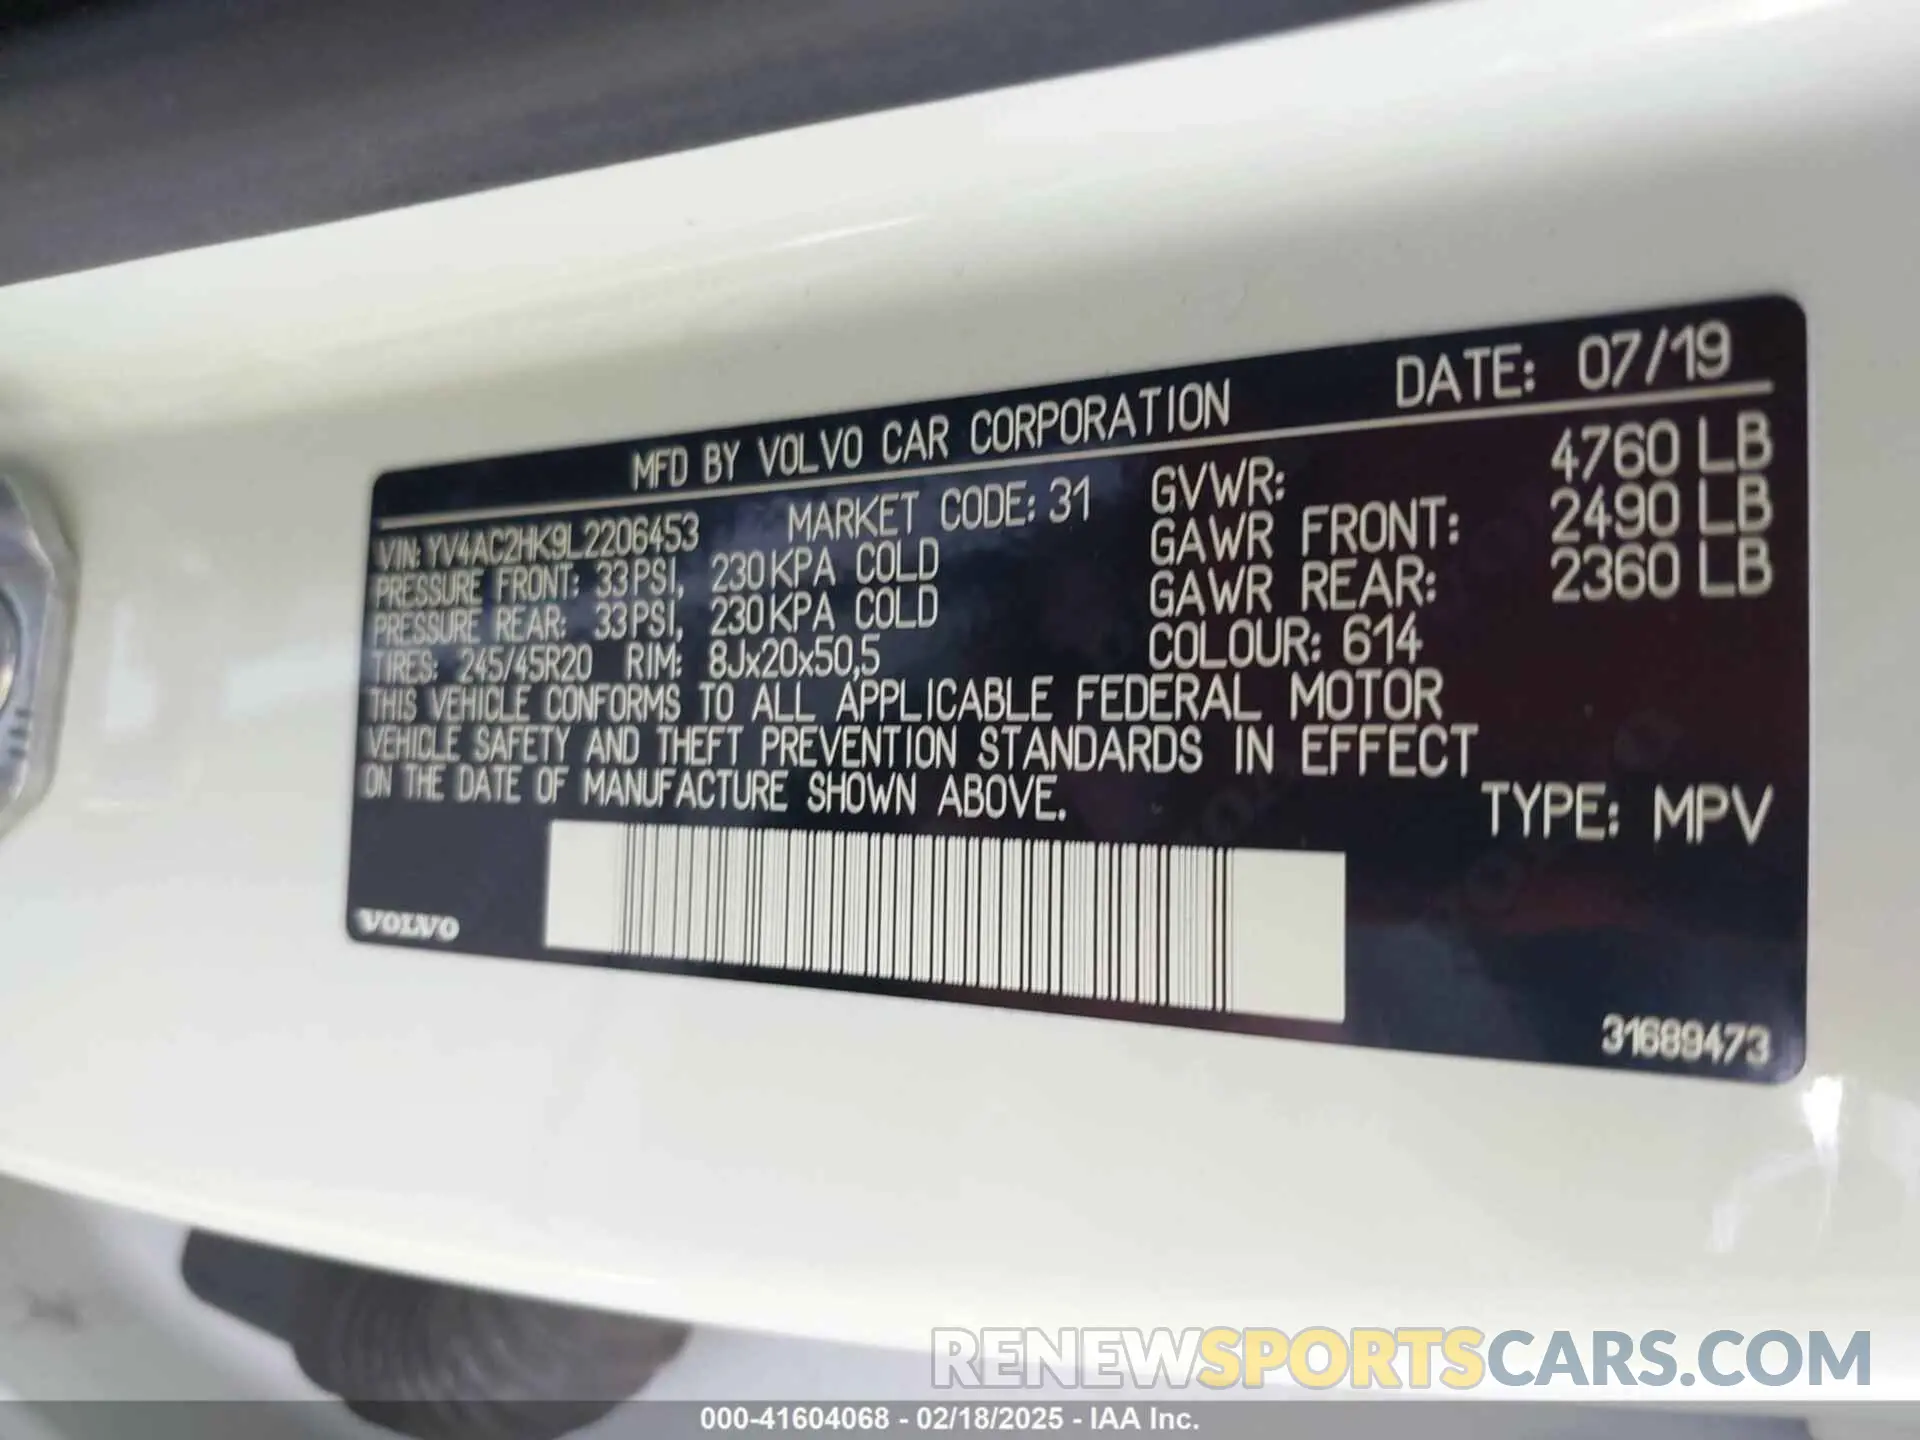 MFD BY VOLVO CAR CORPORATION DATE: 07/19
VIN: YV4AC2HK9L2206453 MARKET CODE: 31 GVWR: 4760 LB
PRESSURE FRONT: 33PSI, 230KPA COLD GAWR FRONT: 2490 LB
PRESSURE REAR: 33PSI, 230KPA COLD GAWR REAR: 2360 LB
TIRES: 245/45R20 RIM: 8Jx20x50,5 COLOUR: 614
THIS VEHICLE CONFORMS TO ALL APPLICABLE FEDERAL MOTOR
VEHICLE SAFETY AND THEFT PREVENTION STANDARDS IN EFFECT
ON THE DATE OF MANUFACTURE SHOWN ABOVE.
TYPE: MPV
VOLVO
31689473
RENEWSPORTSCARS.COM
000-41604068 - 02/18/2025 - IAA Inc.